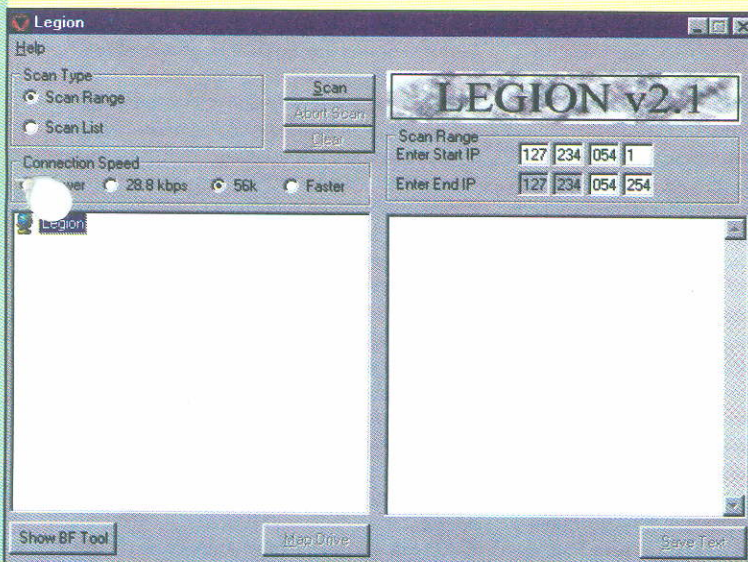 Legion
Help
Scan Type
Scan Range
Scan List
Scan
Abort Scan
Clear
LEGION v2.1
Connection Speed
28.8 kbps
56k
Faster
Scan Range
Enter Start IP 127 234 054 1
Enter End IP 127 234 054 254
Legion
Show BF Tool
Map Drive
Save Text